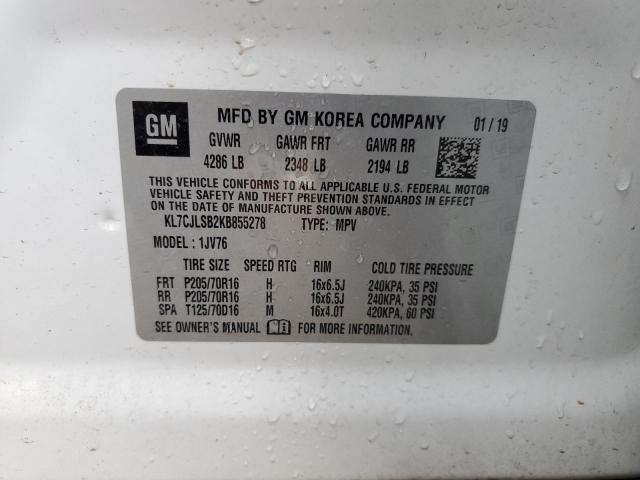 GM
MFD BY GM KOREA COMPANY 01 / 19
GVWR GAWR FRT GAWR RR
4286 LB 2348 LB 2194 LB
THIS VEHICLE CONFORMS TO ALL APPLICABLE U.S. FEDERAL MOTOR
VEHICLE SAFETY AND THEFT PREVENTION STANDARDS IN EFFECT
ON THE DATE OF MANUFACTURE SHOWN ABOVE.
KL7CJLSB2KB855278 TYPE: MPV
MODEL : 1JV76
TIRE SIZE SPEED RTG RIM COLD TIRE PRESSURE
FRT P205/70R16 H 16x6.5J 240KPA, 35 PSI
RR P205/70R16 H 16x6.5J 240KPA, 35 PSI
SPA T125/70D16 M 16x4.0T 420KPA, 60 PSI
SEE OWNER'S MANUAL FOR MORE INFORMATION.